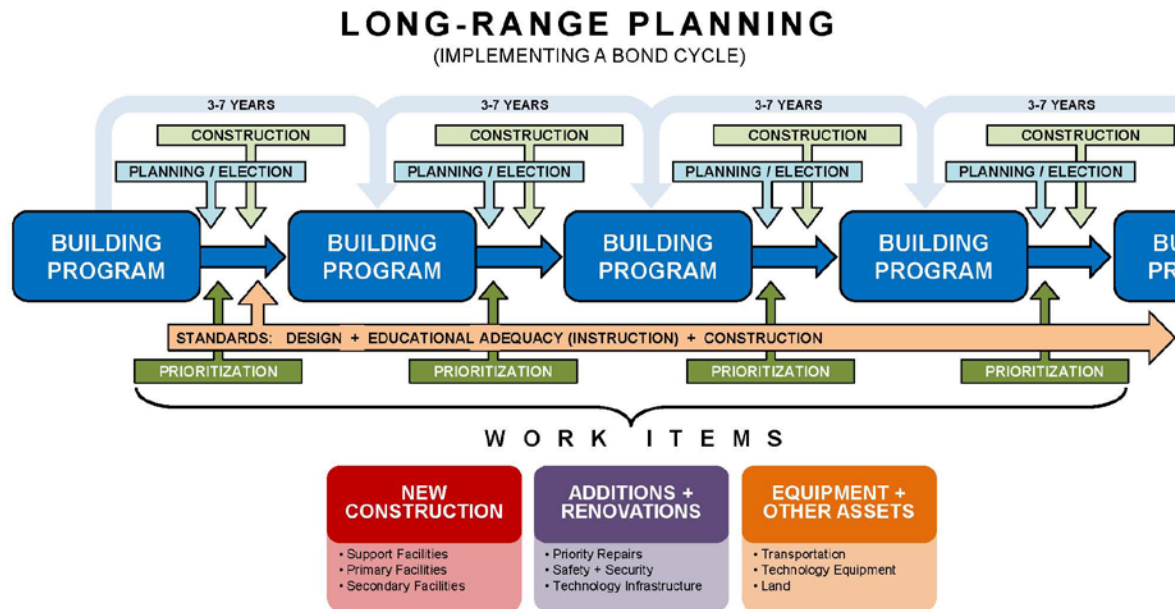 LONG-RANGE PLANNING
(IMPLEMENTING A BOND CYCLE)
3-7 YEARS
3-7 YEARS
3-7 YEARS
3-7 YEARS
CONSTRUCTION
CONSTRUCTION
CONSTRUCTION
CONSTRUCTION
PLANNING / ELECTION
PLANNING / ELECTION
PLANNING / ELECTION
PLANNING / ELECTION
BUILDING
PROGRAM
BUILDING
PROGRAM
BUILDING
PROGRAM
BUILDING
PROGRAM
STANDARDS: DESIGN + EDUCATIONAL ADEQUACY (INSTRUCTION) + CONSTRUCTION
PRIORITIZATION
PRIORITIZATION
PRIORITIZATION
PRIORITIZATION
WORK ITEMS
NEW
CONSTRUCTION
• Support Facilities
• Primary Facilities
• Secondary Facilities
ADDITIONS +
RENOVATIONS
• Priority Repairs
• Safety + Security
• Technology Infrastructure
EQUIPMENT +
OTHER ASSETS
• Transportation
• Technology Equipment
• Land